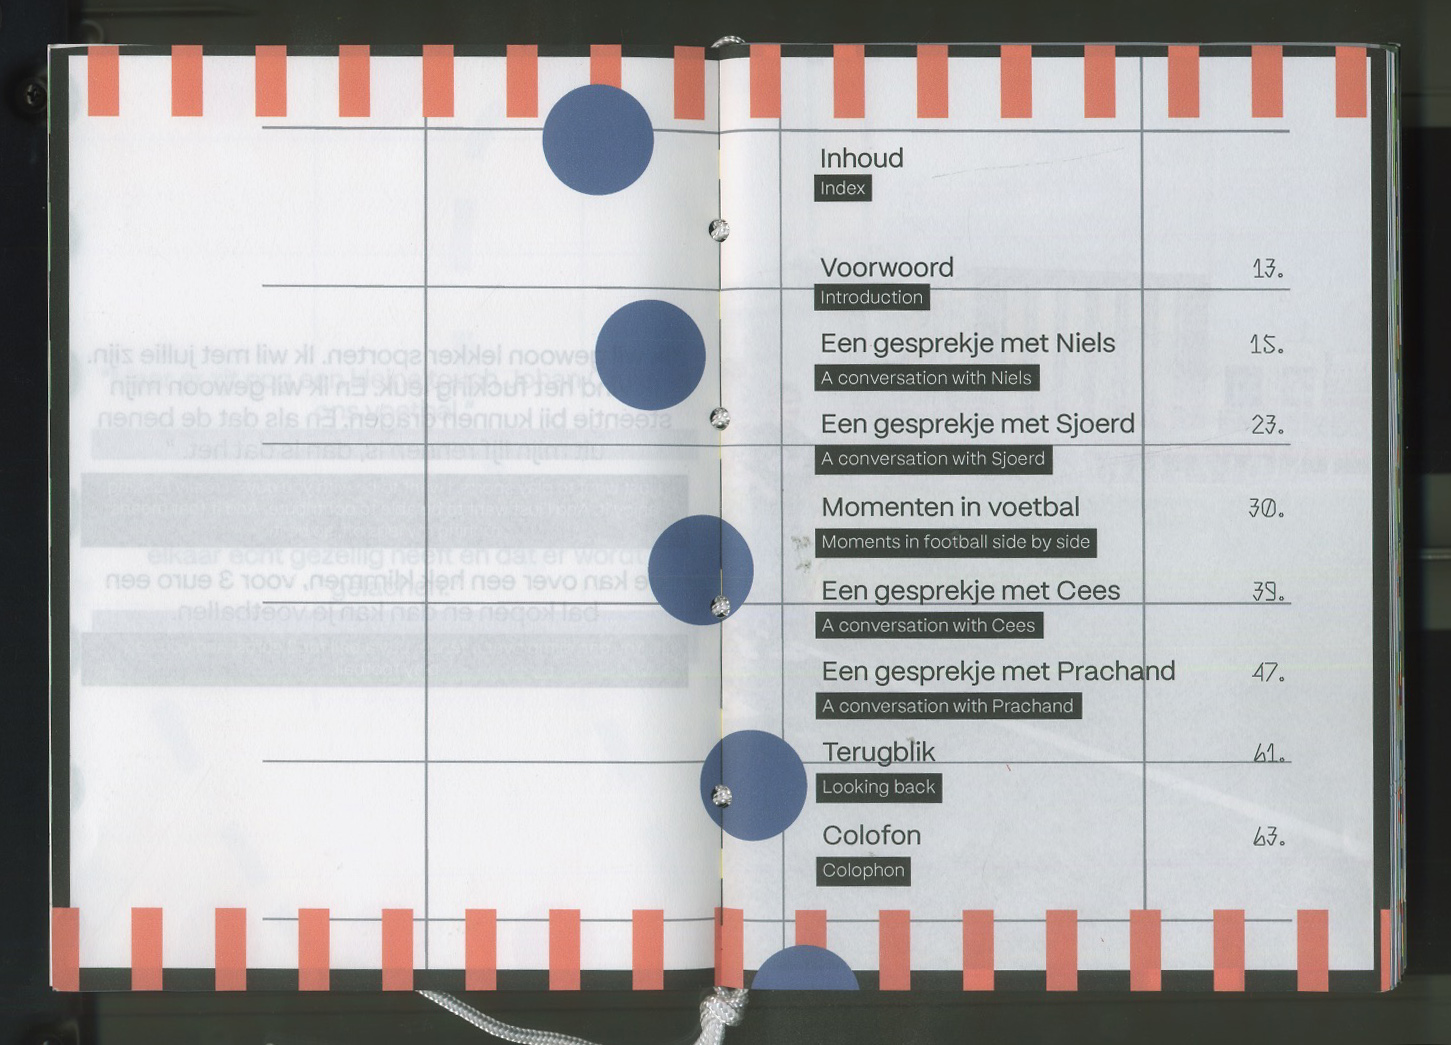 Inhoud
Index
Voorwoord 13.
Introduction
Een gesprekje met Niels 15.
A conversation with Niels
Een gesprekje met Sjoerd 23.
A conversation with Sjoerd
Momenten in voetbal 30.
Moments in football side by side
Een gesprekje met Cees 39.
A conversation with Cees
Een gesprekje met Prachand 47.
A conversation with Prachand
Terugblik 61.
Looking back
Colofon 63.
Colophon